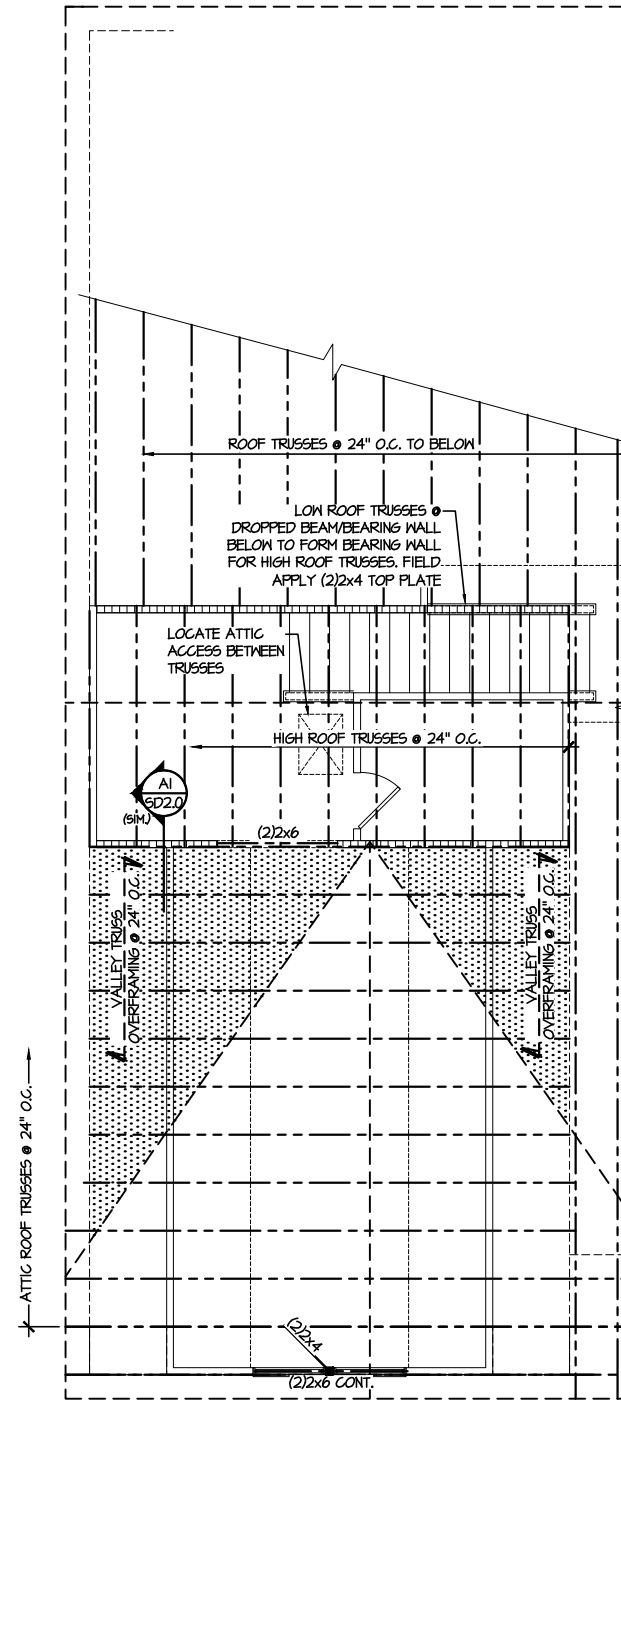 ROOF TRUSSES @ 24" O.C. TO BELOW
LOW ROOF TRUSSES @
DROPPED BEAM/BEARING WALL
BELOW TO FORM BEARING WALL
FOR HIGH ROOF TRUSSES. FIELD
APPLY (2)2x4 TOP PLATE
LOCATE ATTIC
ACCESS BETWEEN
TRUSSES
HIGH ROOF TRUSSES @ 24" O.C.
A1
SD2.0
(SIM.)
(2)2x6
VALLEY TRUSS
OVERFRAMING @ 24" O.C.
VALLEY TRUSS
OVERFRAMING @ 24" O.C.
ATTIC ROOF TRUSSES @ 24" O.C.
(2)2x4
(2)2x6 CONT.